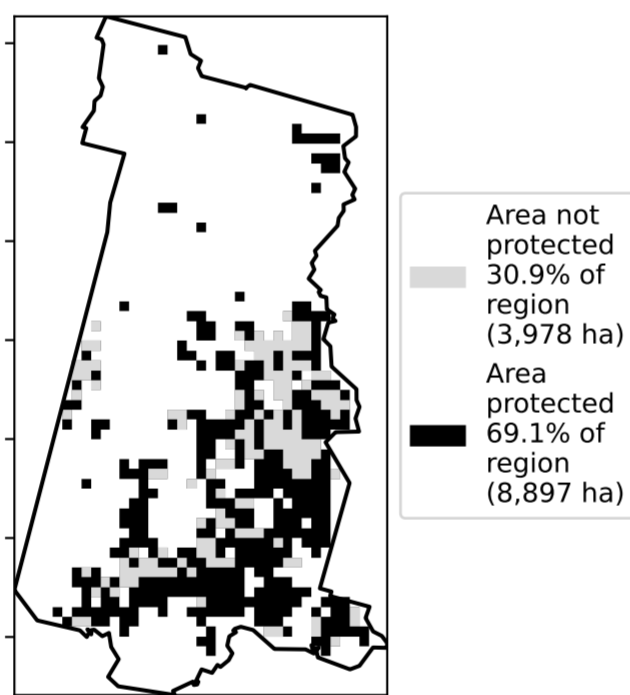 Area not
protected
30.9% of
region
(3,978 ha)
Area
protected
69.1% of
region
(8,897 ha)